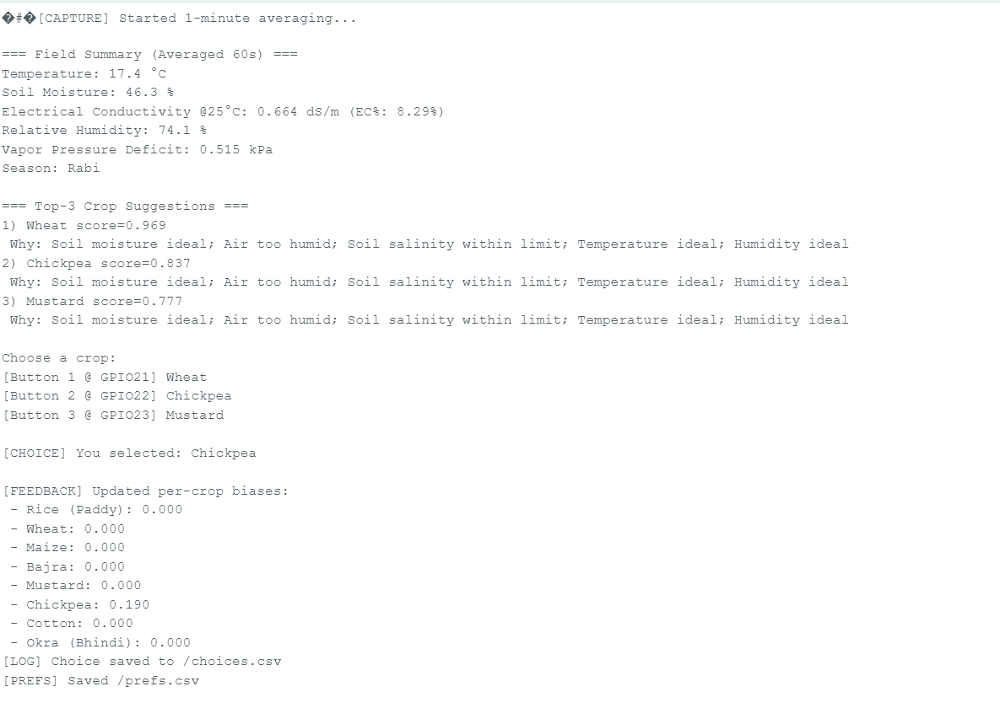 �‡�[CAPTURE] Started 1-minute averaging...
=== Field Summary (Averaged 60s) ===
Temperature: 17.4 °C
Soil Moisture: 46.3 %
Electrical Conductivity @25°C: 0.664 dS/m (EC%: 8.29%)
Relative Humidity: 74.1 %
Vapor Pressure Deficit: 0.515 kPa
Season: Rabi
=== Top-3 Crop Suggestions ===
1) Wheat score=0.969
Why: Soil moisture ideal; Air too humid; Soil salinity within limit; Temperature ideal; Humidity ideal
2) Chickpea score=0.837
Why: Soil moisture ideal; Air too humid; Soil salinity within limit; Temperature ideal; Humidity ideal
3) Mustard score=0.777
Why: Soil moisture ideal; Air too humid; Soil salinity within limit; Temperature ideal; Humidity ideal
Choose a crop:
[Button 1 @ GPIO21] Wheat
[Button 2 @ GPIO22] Chickpea
[Button 3 @ GPIO23] Mustard
[CHOICE] You selected: Chickpea
[FEEDBACK] Updated per-crop biases:
- Rice (Paddy): 0.000
- Wheat: 0.000
- Maize: 0.000
- Bajra: 0.000
- Mustard: 0.000
- Chickpea: 0.190
- Cotton: 0.000
- Okra (Bhindi): 0.000
[LOG] Choice saved to /choices.csv
[PREFS] Saved /prefs.csv